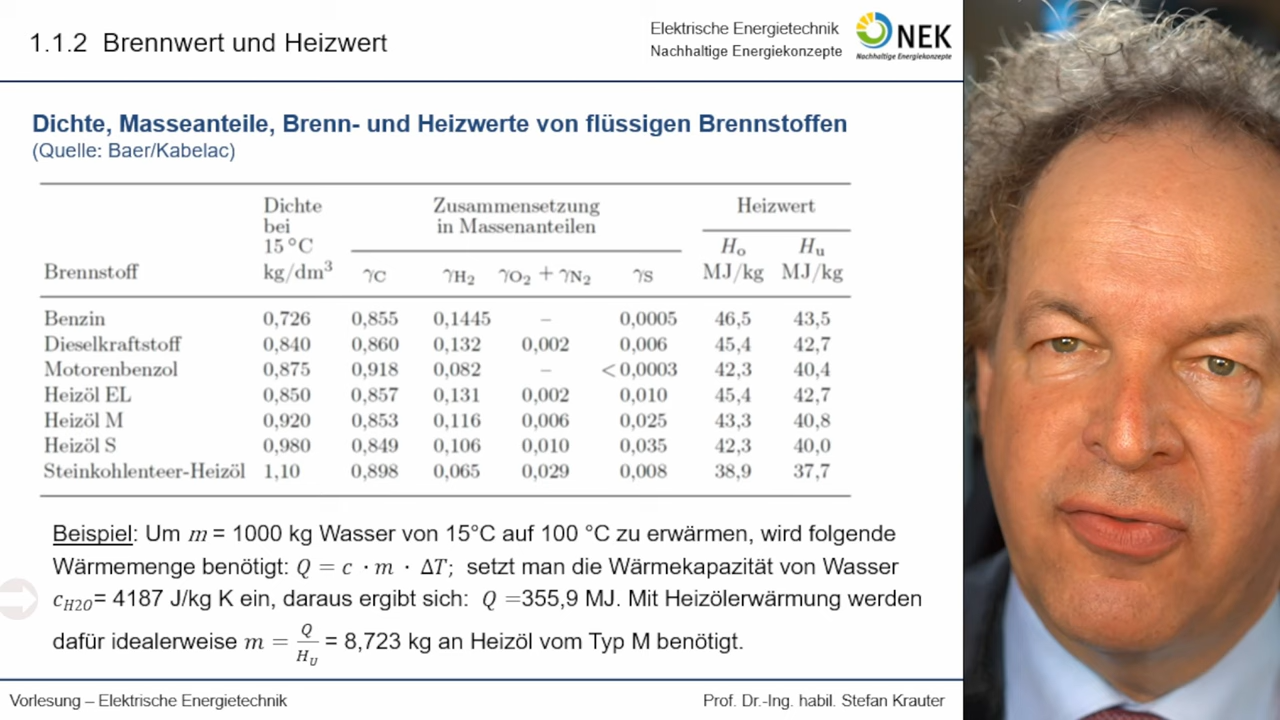 1.1.2 Brennwert und Heizwert
Elektrische Energietechnik
Nachhaltige Energiekonzepte
NEK
Nachhaltige Energiekonzepte
Dichte, Masseanteile, Brenn- und Heizwerte von flüssigen Brennstoffen
(Quelle: Baer/Kabelac)
Dichte Zusammensetzung Heizwert
bei in Massenanteilen
15 °C Hₒ Hᵤ
Brennstoff kg/dm³ γC γH₂ γO₂ + γN₂ γS MJ/kg MJ/kg
Benzin 0,726 0,855 0,1445 – 0,0005 46,5 43,5
Dieselkraftstoff 0,840 0,860 0,132 0,002 0,006 45,4 42,7
Motorenbenzol 0,875 0,918 0,082 – < 0,0003 42,3 40,4
Heizöl EL 0,850 0,857 0,131 0,002 0,010 45,4 42,7
Heizöl M 0,920 0,853 0,116 0,006 0,025 43,3 40,8
Heizöl S 0,980 0,849 0,106 0,010 0,035 42,3 40,0
Steinkohlenteer-Heizöl 1,10 0,898 0,065 0,029 0,008 38,9 37,7
Beispiel: Um m = 1000 kg Wasser von 15°C auf 100 °C zu erwärmen, wird folgende
Wärmemenge benötigt: Q = c · m · ΔT; setzt man die Wärmekapazität von Wasser
c_H2O= 4187 J/kg K ein, daraus ergibt sich: Q =355,9 MJ. Mit Heizölerwärmung werden
dafür idealerweise m = Q/H_U = 8,723 kg an Heizöl vom Typ M benötigt.
Vorlesung – Elektrische Energietechnik
Prof. Dr.-Ing. habil. Stefan Krauter